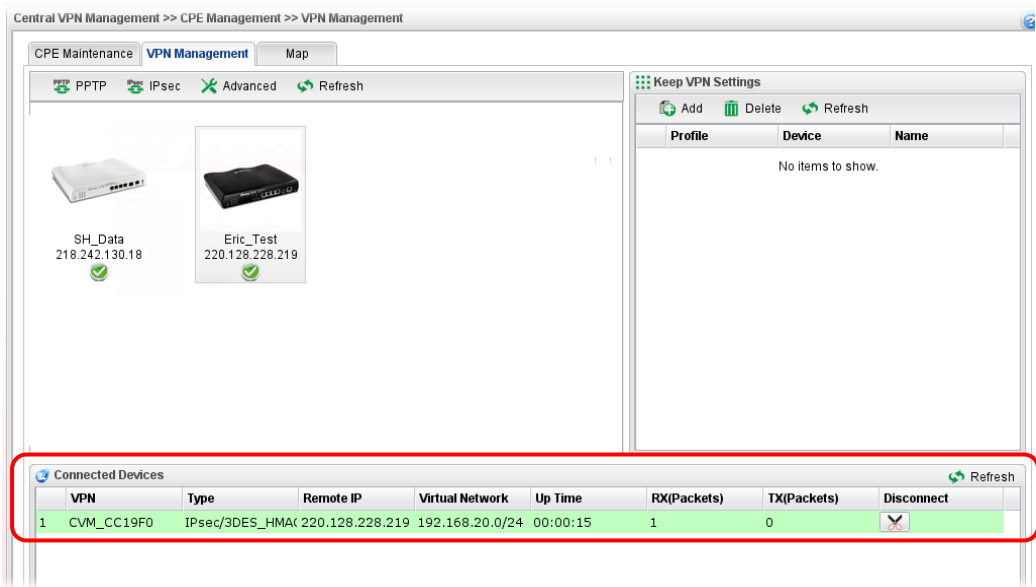 Central VPN Management >> CPE Management >> VPN Management
CPE Maintenance VPN Management Map
PPTP IPsec Advanced Refresh
Keep VPN Settings
Add Delete Refresh
Profile Device Name
No items to show.
SH_Data Eric_Test
218.242.130.18 220.128.228.219
Connected Devices Refresh
VPN Type Remote IP Virtual Network Up Time RX(Packets) TX(Packets) Disconnect
1 CVM_CC19F0 IPsec/3DES_HMA( 220.128.228.219 192.168.20.0/24 00:00:15 1 0